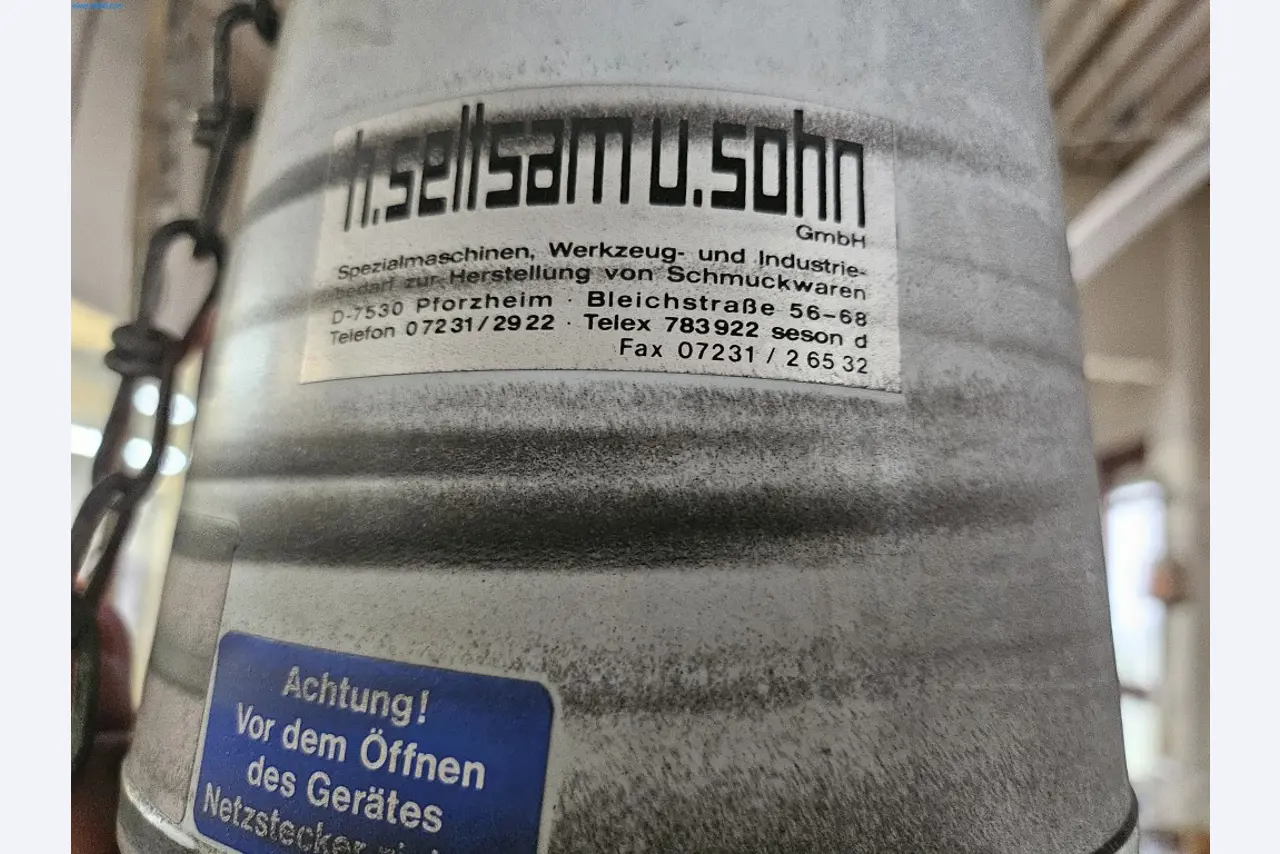 h.seltsam u.sohn
GmbH
Spezialmaschinen, Werkzeug- und Industrie-
bedarf zur Herstellung von Schmuckwaren
D-7530 Pforzheim · Bleichstraße 56–68
Telefon 07231/2922 · Telex 783922 seson d
Fax 07231 / 2 65 32
Achtung!
Vor dem Öffnen
des Gerätes
Netzstecker